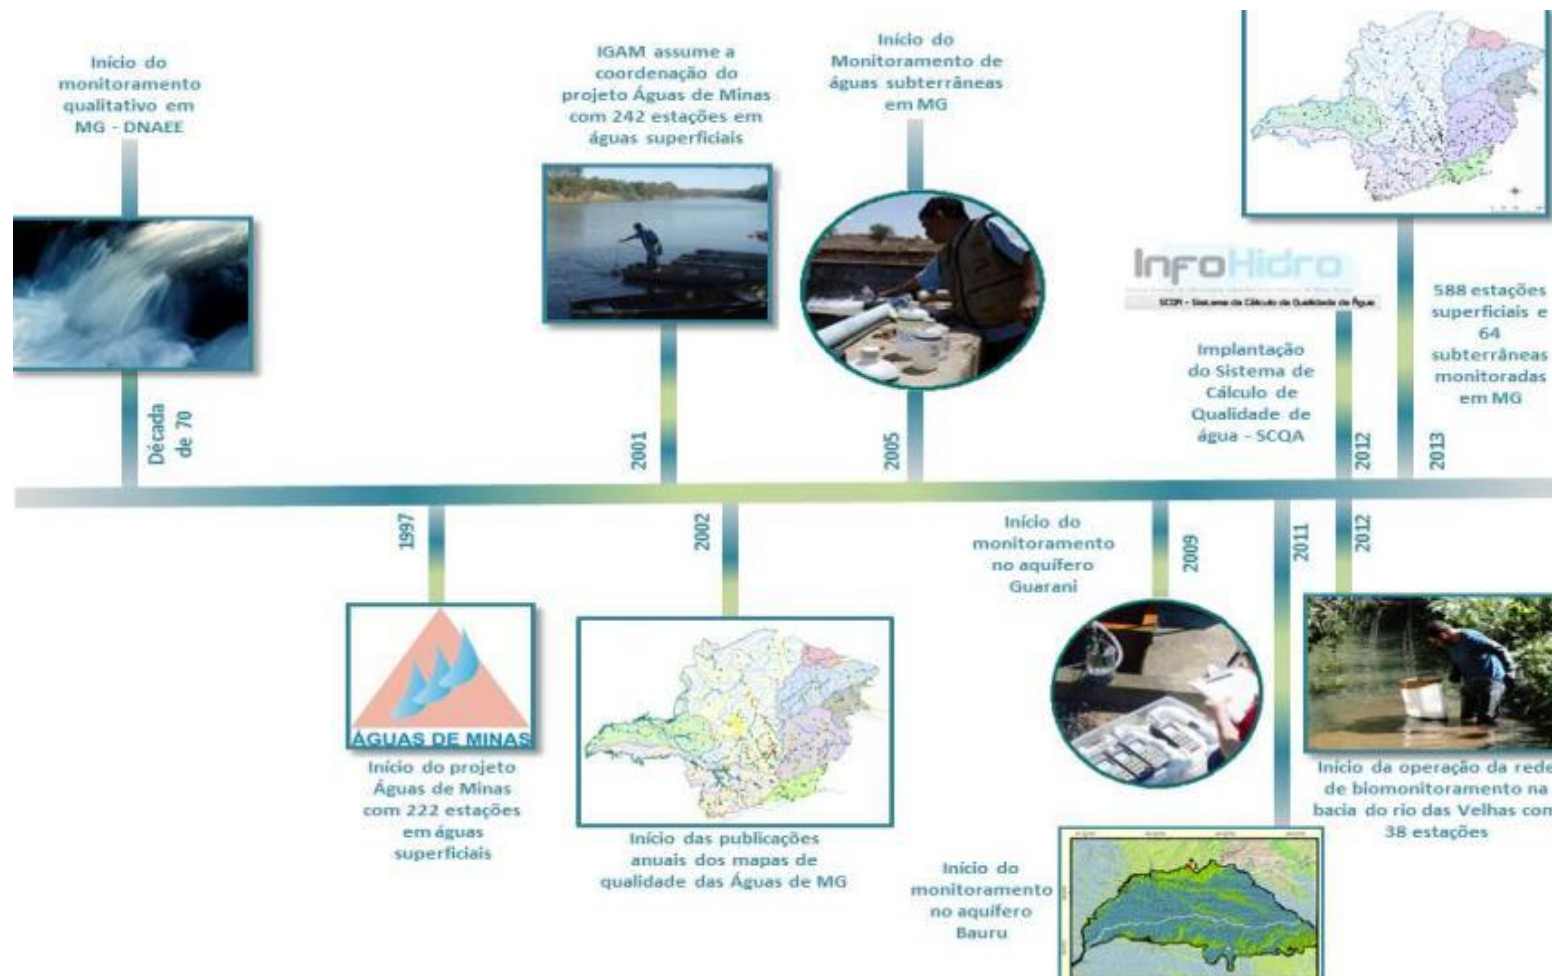 Início do
monitoramento
qualitativo em
MG - DNAEE
Década
de 70
1997
ÁGUAS DE MINAS
Início do projeto
Águas de Minas
com 222 estações
em águas
superficiais
IGAM assume a
coordenação do
projeto Águas de Minas
com 242 estações em
águas superficiais
2001
2002
Início das publicações
anuais dos mapas de
qualidade das Águas de MG
Início do
Monitoramento de
águas subterrâneas
em MG
2005
Início do
monitoramento
no aquífero
Guarani
2009
Início do
monitoramento
no aquífero
Bauru
2011
InfoHidro
SCQA - Sistema de Cálculo da Qualidade da Água
Implantação
do Sistema de
Cálculo de
Qualidade de
água - SCQA
2012
2012
Início da operação da rede
de biomonitoramento na
bacia do rio das Velhas com
38 estações
588 estações
superficiais e
64
subterrâneas
monitoradas
em MG
2013